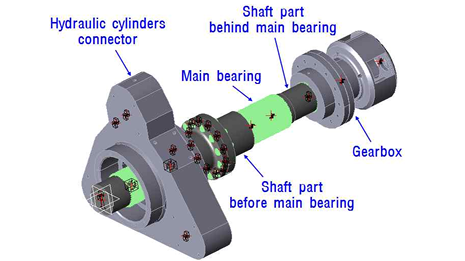 Shaft part
behind main bearing
Hydraulic cylinders
connector
Main bearing
Gearbox
Shaft part
before main bearing